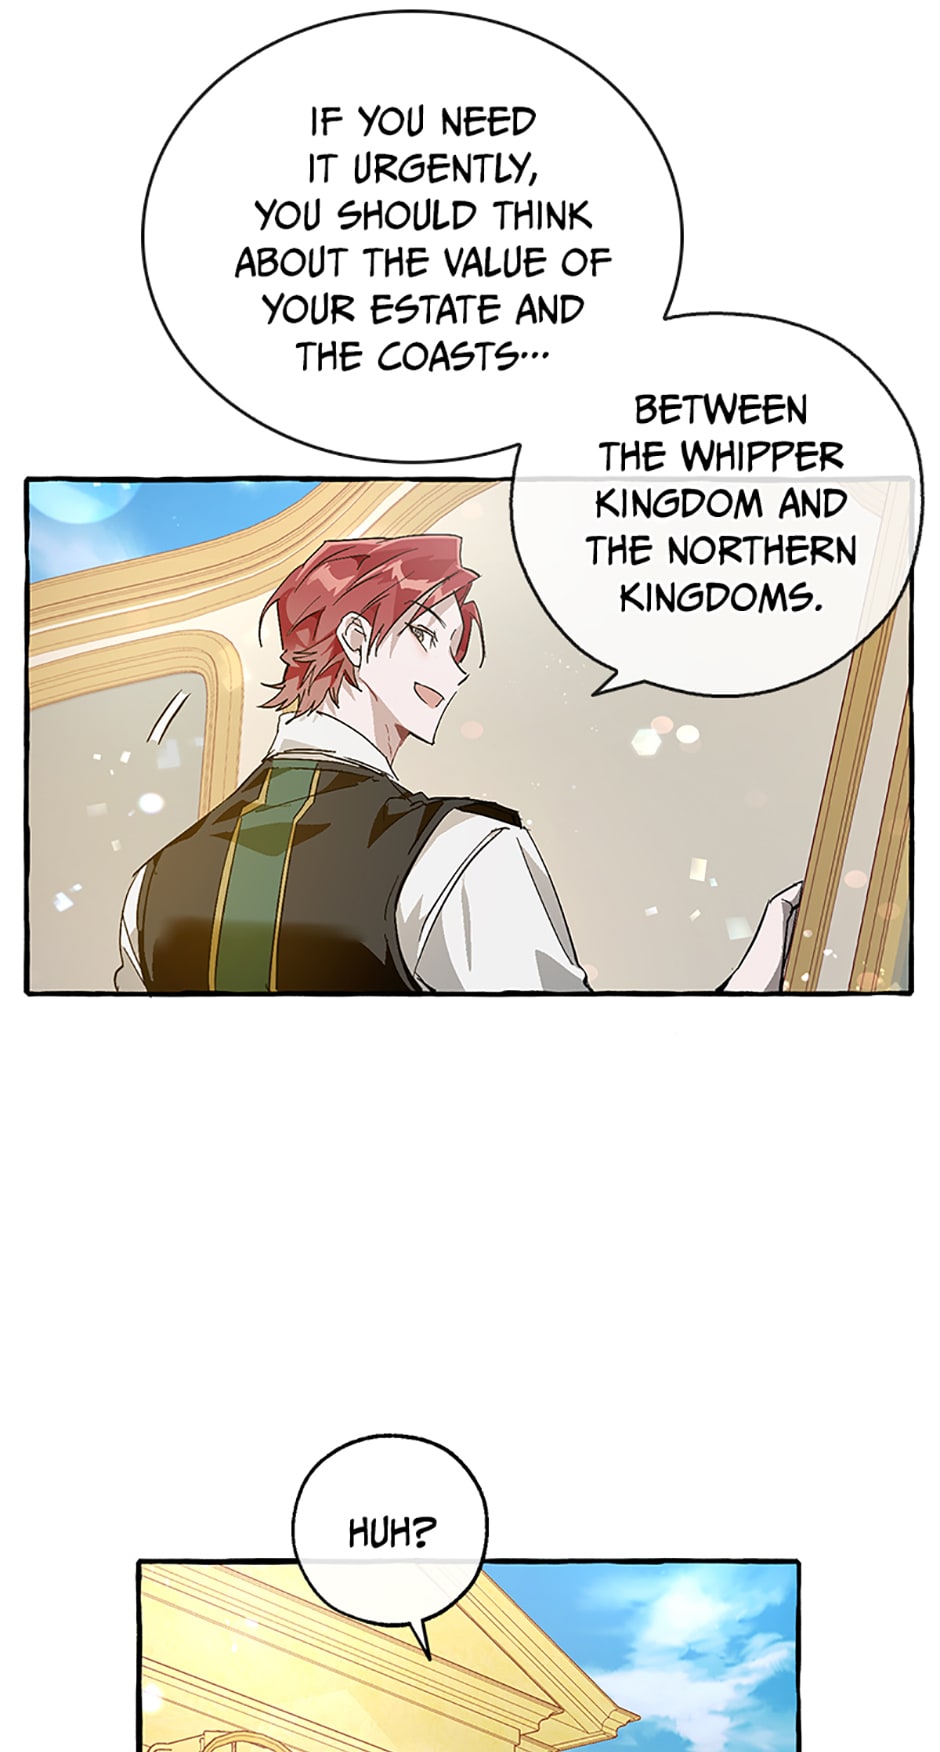 IF YOU NEED
IT URGENTLY,
YOU SHOULD THINK
ABOUT THE VALUE OF
YOUR ESTATE AND
THE COASTS...
BETWEEN
THE WHIPPER
KINGDOM AND
THE NORTHERN
KINGDOMS.
HUH?